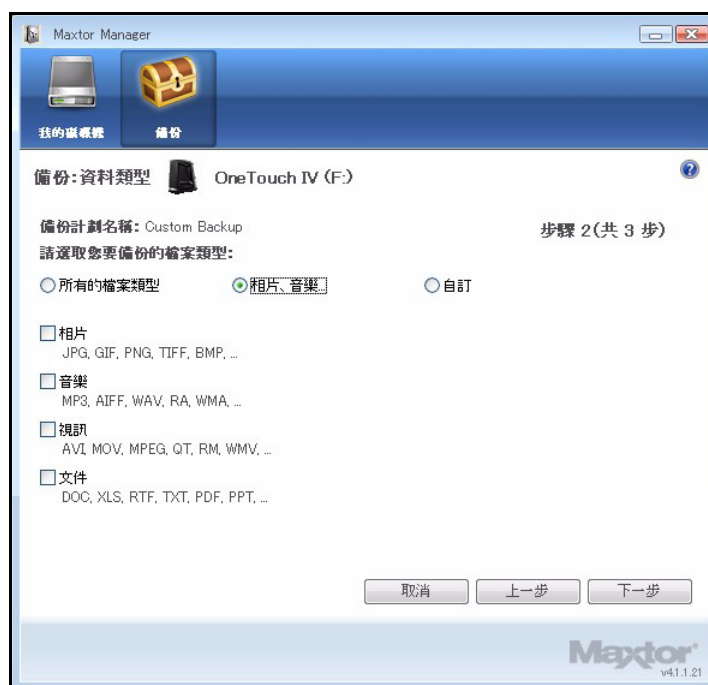 Maxtor Manager
我的磁碟機 備份
備份:資料類型 OneTouch IV (F:)
備份計劃名稱: Custom Backup 步驟 2(共 3 步)
請選取您要備份的檔案類型:
所有的檔案類型 相片、音樂... 自訂
相片
JPG, GIF, PNG, TIFF, BMP, ...
音樂
MP3, AIFF, WAV, RA, WMA, ...
視訊
AVI, MOV, MPEG, QT, RM, WMV, ...
文件
DOC, XLS, RTF, TXT, PDF, PPT, ...
取消 上一步 下一步
Maxtor
v4.1.1.21